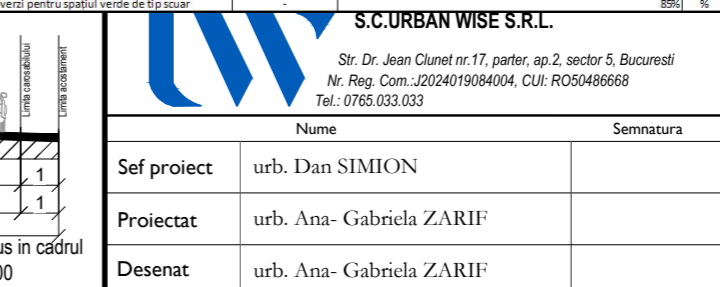 verzi pentru spațiul verde de tip scuar - 85% %
S.C.URBAN WISE S.R.L.
Str. Dr. Jean Clunet nr.17, parter, ap.2, sector 5, Bucuresti
Nr. Reg. Com.:J2024019084004, CUI: RO50486668
Tel.: 0765.033.033
Limita carosabilului
Limita acostament
Nume Semnatura
Sef proiect urb. Dan SIMION
1
Proiectat urb. Ana- Gabriela ZARIF
1
us in cadrul
00
Desenat urb. Ana- Gabriela ZARIF